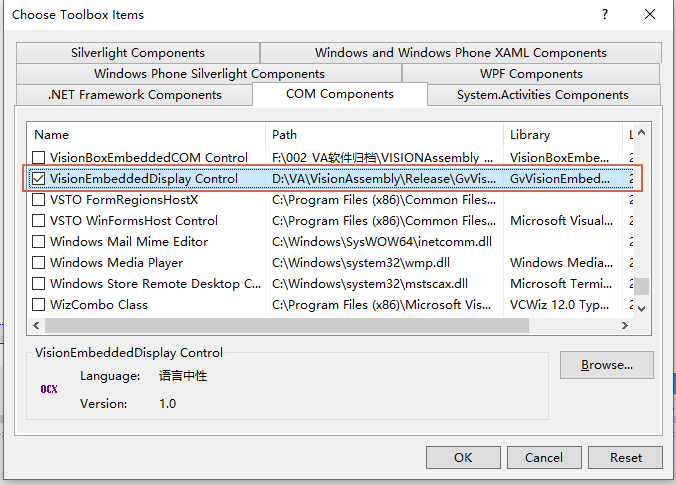 Choose Toolbox Items
Silverlight Components Windows and Windows Phone XAML Components
Windows Phone Silverlight Components WPF Components
.NET Framework Components COM Components System.Activities Components
Name Path Library L
VisionBoxEmbeddedCOM Control F:\002_VA软件归档\VISIONAssembly ... VisionBoxEmbe... 2
VisionEmbeddedDisplay Control D:\VA\VisionAssembly\Release\GvVis... GvVisionEmbed... 2
VSTO FormRegionsHostX C:\Program Files (x86)\Common Files... 2
VSTO WinFormsHost Control C:\Program Files (x86)\Common Files... Microsoft Visual... 2
Windows Mail Mime Editor C:\Windows\SysWOW64\inetcomm.dll 2
Windows Media Player C:\Windows\system32\wmp.dll Windows Media... 2
Windows Store Remote Desktop C... C:\Windows\system32\mstscax.dll Microsoft Termi... 2
WizCombo Class C:\Program Files (x86)\Microsoft Vis... VCWiz 12.0 Typ... 2
VisionEmbeddedDisplay Control
Browse...
OCX
Language: 语言中性
Version: 1.0
OK Cancel Reset